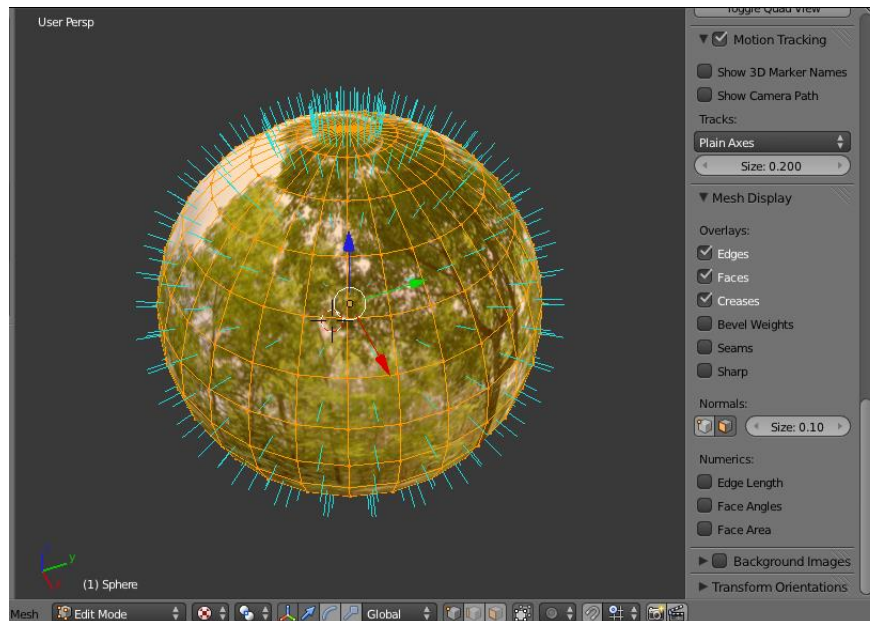 User Persp
Toggle Quad View
Motion Tracking
Show 3D Marker Names
Show Camera Path
Tracks:
Plain Axes
Size: 0.200
Mesh Display
Overlays:
Edges
Faces
Creases
Bevel Weights
Seams
Sharp
Normals:
Size: 0.10
Numerics:
Edge Length
Face Angles
Face Area
Background Images
Transform Orientations
y
(1) Sphere
Mesh Edit Mode Global